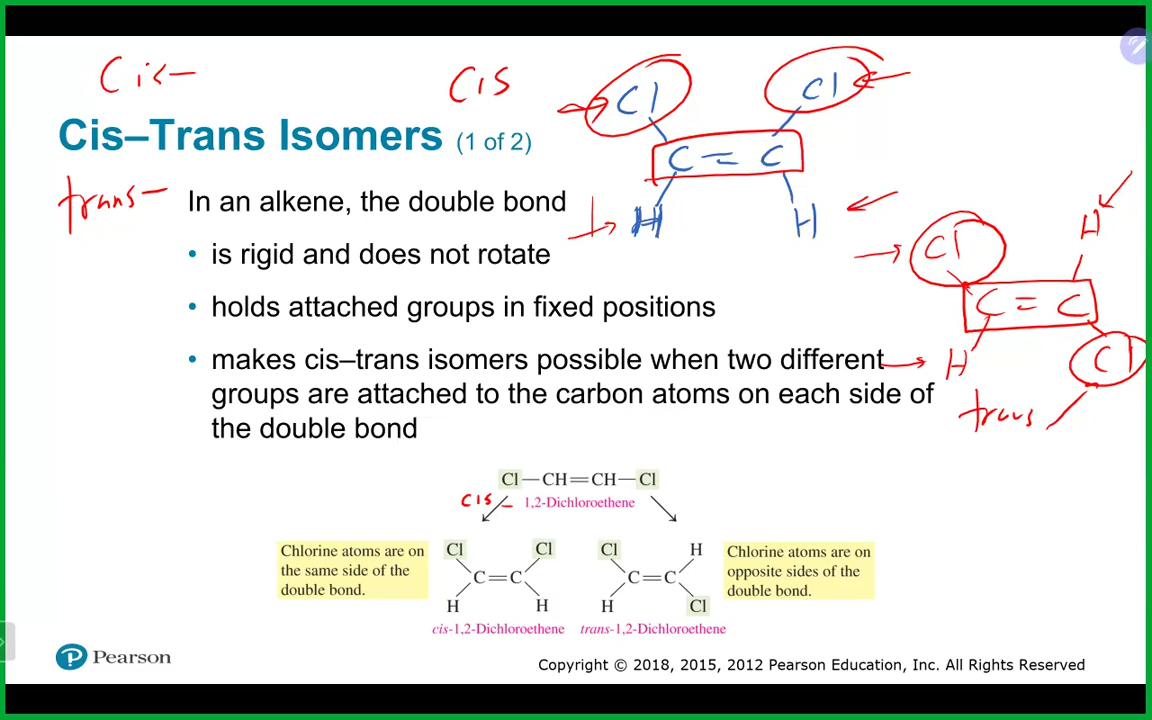 Cis-
CIS
Cl Cl
C = C
H H
Cis–Trans Isomers (1 of 2)
trans-
In an alkene, the double bond
• is rigid and does not rotate
• holds attached groups in fixed positions
• makes cis–trans isomers possible when two different
groups are attached to the carbon atoms on each side of
the double bond
H
Cl
C = C
H Cl
trans
Cl—CH=CH—Cl
cis- 1,2-Dichloroethene
Chlorine atoms are on
the same side of the
double bond.
Cl Cl
C=C
H H
cis-1,2-Dichloroethene
Cl H
C=C
H Cl
trans-1,2-Dichloroethene
Chlorine atoms are on
opposite sides of the
double bond.
P Pearson
Copyright © 2018, 2015, 2012 Pearson Education, Inc. All Rights Reserved